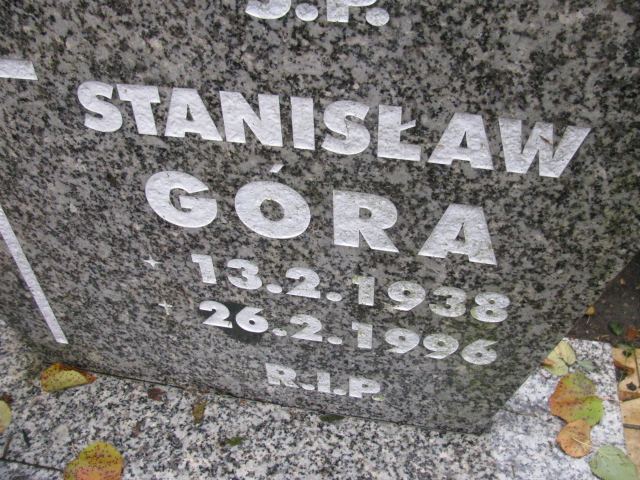 Ś.P.
STANISŁAW
GÓRA
* 13.2.1938
+ 26.2.1996
R.I.P.